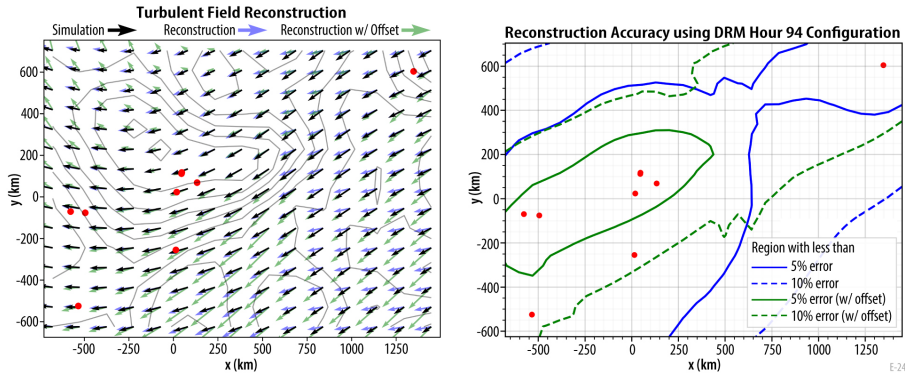 Turbulent Field Reconstruction
Simulation Reconstruction Reconstruction w/ Offset
y (km)
600
400
200
0
-200
-400
-600
-500 -250 0 250 500 750 1000 1250
x (km)
Reconstruction Accuracy using DRM Hour 94 Configuration
y (km)
600
400
200
0
-200
-400
-600
Region with less than
5% error
10% error
5% error (w/ offset)
10% error (w/ offset)
-500 -250 0 250 500 750 1000 1250
x (km)
E-24